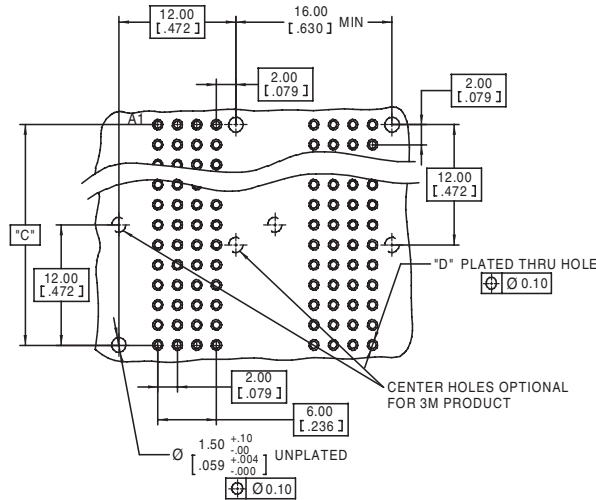 12.00
[.472]
16.00
[.630] MIN
2.00
[.079]
2.00
[.079]
A1
12.00
[.472]
"C"
12.00
[.472]
"D" PLATED THRU HOLE
⌖ Ø 0.10
2.00
[.079]
CENTER HOLES OPTIONAL
FOR 3M PRODUCT
6.00
[.236]
Ø 1.50 +.10 -.00
[.059 +.004 -.000] UNPLATED
⌖ Ø 0.10